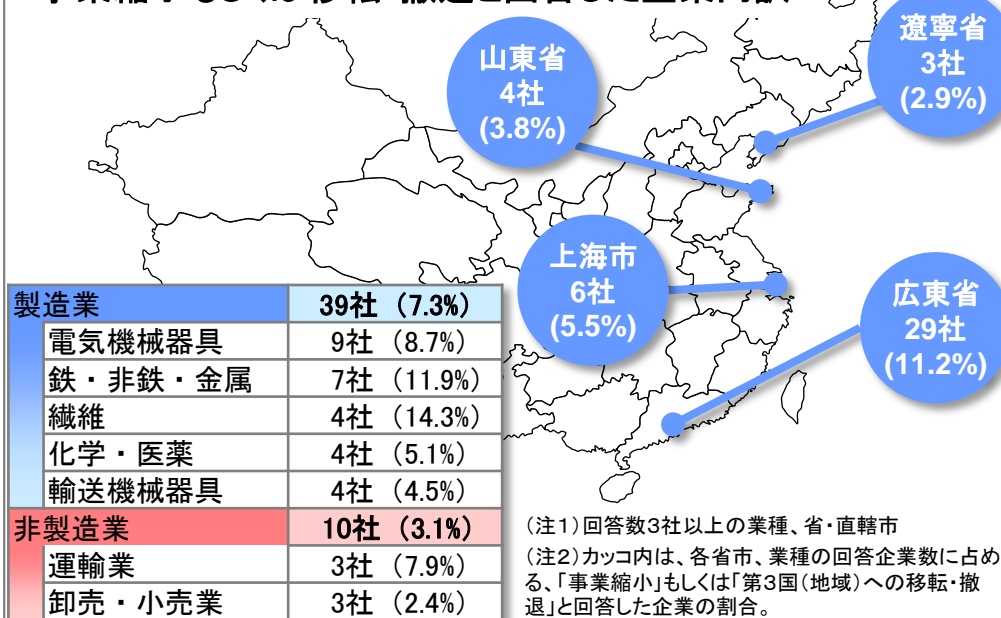 山東省
4社
(3.8%)
遼寧省
3社
(2.9%)
上海市
6社
(5.5%)
広東省
29社
(11.2%)
製造業 39社 (7.3%)
電気機械器具 9社 (8.7%)
鉄・非鉄・金属 7社 (11.9%)
繊維 4社 (14.3%)
化学・医薬 4社 (5.1%)
輸送機械器具 4社 (4.5%)
非製造業 10社 (3.1%)
運輸業 3社 (7.9%)
卸売・小売業 3社 (2.4%)
(注1)回答数3社以上の業種、省・直轄市
(注2)カッコ内は、各省市、業種の回答企業数に占め
る、「事業縮小」もしくは「第3国(地域)への移転・撤
退」と回答した企業の割合。